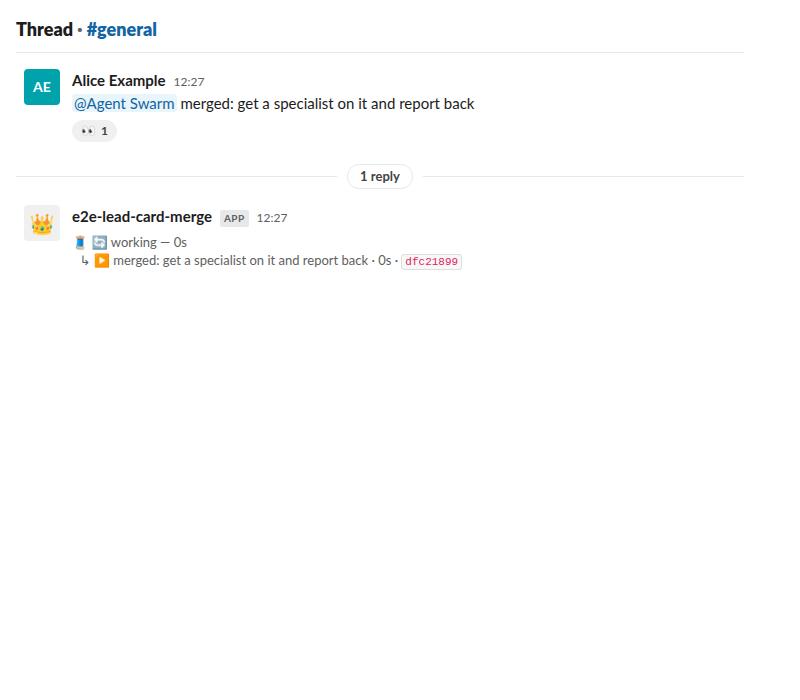 Thread • #general
AE
Alice Example 12:27
@Agent Swarm merged: get a specialist on it and report back
👀 1
1 reply
e2e-lead-card-merge APP 12:27
🧵 🔄 working — 0s
↳ ▶️ merged: get a specialist on it and report back · 0s · dfc21899